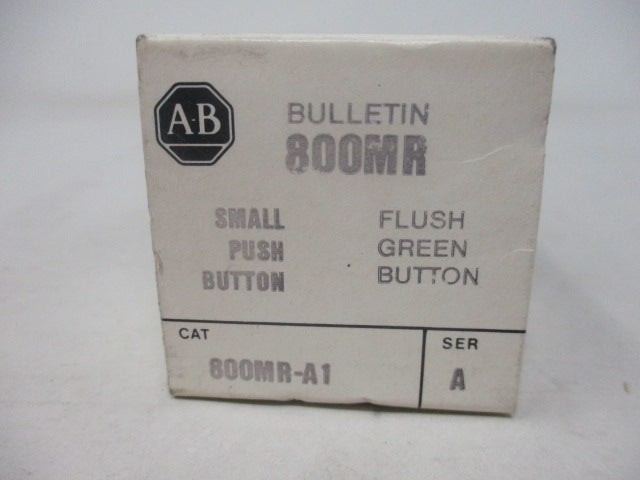 A-B
BULLETIN
800MR
SMALL
PUSH
BUTTON
FLUSH
GREEN
BUTTON
CAT
800MR-A1
SER
A